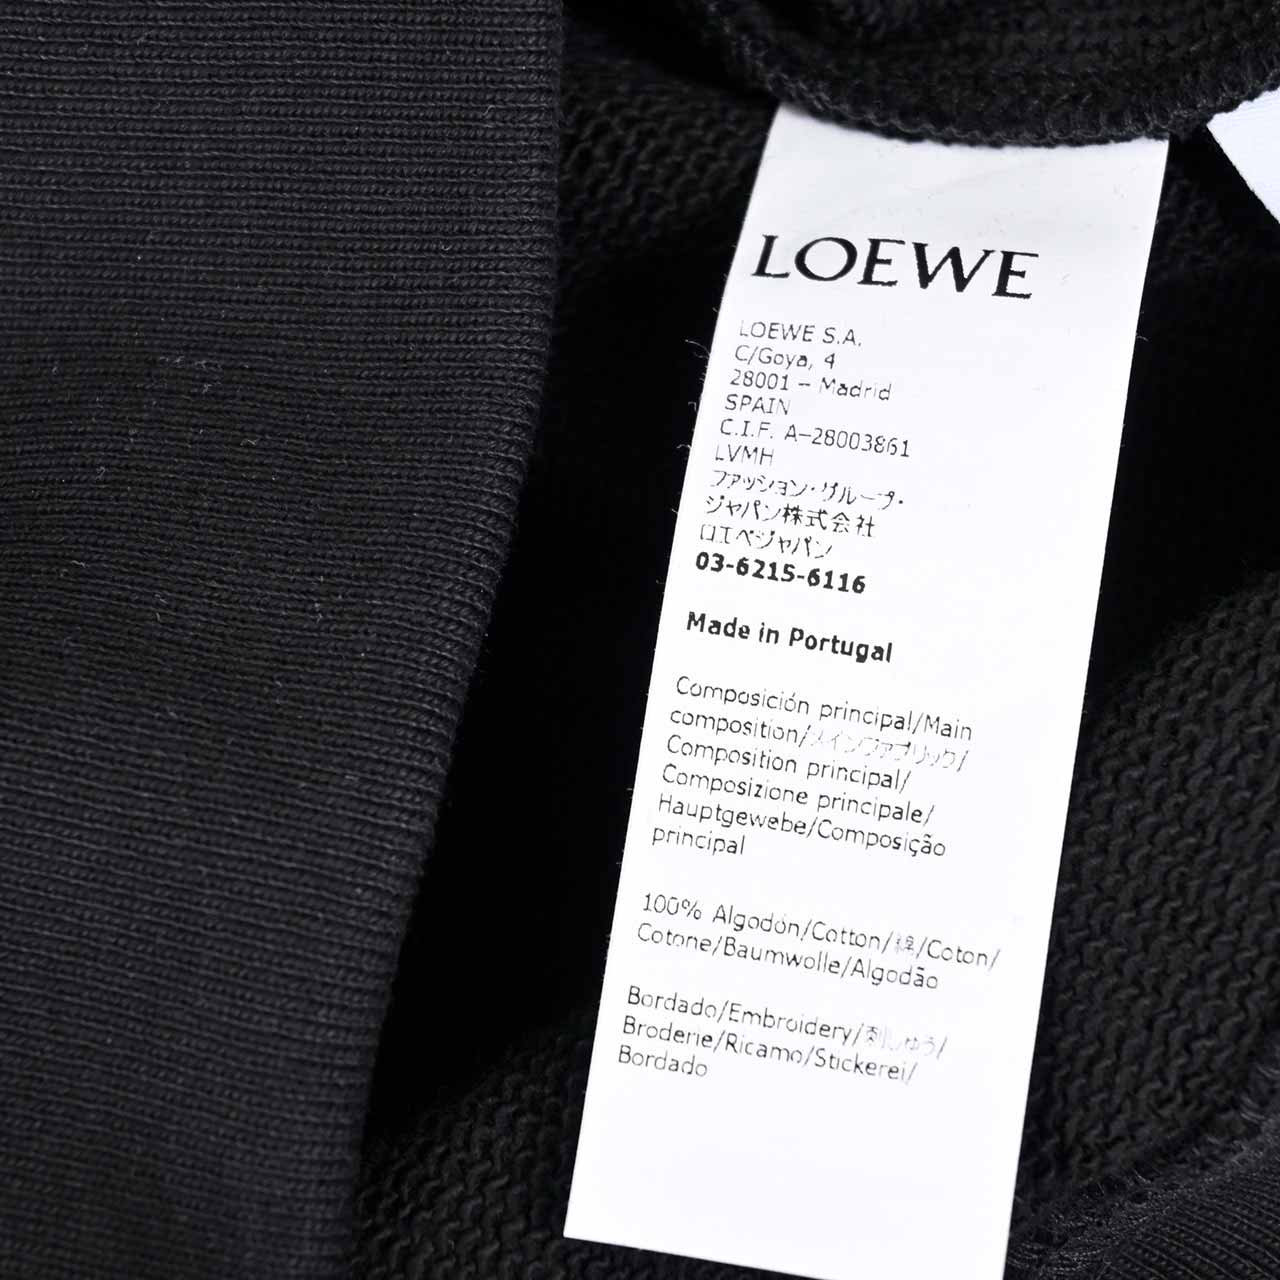 LOEWE
LOEWE S.A.
C/Goya, 4
28001 – Madrid
SPAIN
C.I.F. A–28003861
LVMH
ファッション・グループ・
ジャパン株式会社
ロエベジャパン
03-6215-6116
Made in Portugal
Composición principal/Main
composition/メインファブリック/
Composition principal/
Composizione principale/
Hauptgewebe/Composição
principal
100% Algodón/Cotton/綿/Coton/
Cotone/Baumwolle/Algodão
Bordado/Embroidery/刺しゅう/
Broderie/Ricamo/Stickerei/
Bordado